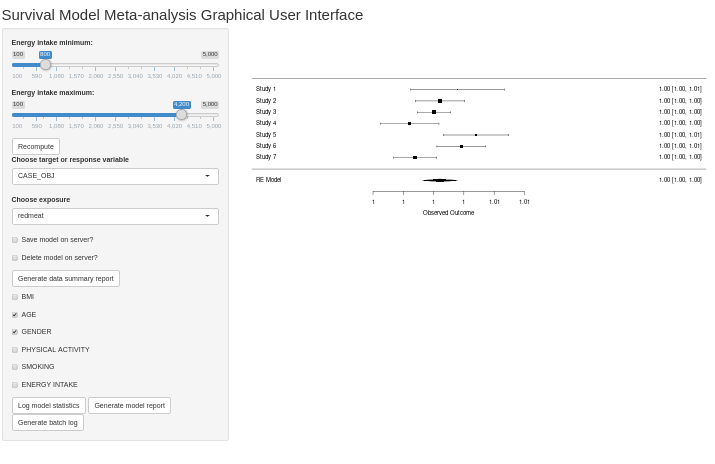 Survival Model Meta-analysis Graphical User Interface
Energy intake minimum:
100 800 5,000
100 590 1,080 1,570 2,060 2,550 3,040 3,530 4,020 4,510 5,000
Energy intake maximum:
100 4,200 5,000
100 590 1,080 1,570 2,060 2,550 3,040 3,530 4,020 4,510 5,000
Recompute
Choose target or response variable
CASE_OBJ
Choose exposure
redmeat
Save model on server?
Delete model on server?
Generate data summary report
BMI
AGE
GENDER
PHYSICAL ACTIVITY
SMOKING
ENERGY INTAKE
Log model statistics Generate model report
Generate batch log
Study 1 1.00 [1.00, 1.01]
Study 2 1.00 [1.00, 1.00]
Study 3 1.00 [1.00, 1.00]
Study 4 1.00 [1.00, 1.00]
Study 5 1.00 [1.00, 1.01]
Study 6 1.00 [1.00, 1.01]
Study 7 1.00 [1.00, 1.00]
RE Model 1.00 [1.00, 1.00]
1 1 1 1 1.01 1.01
Observed Outcome